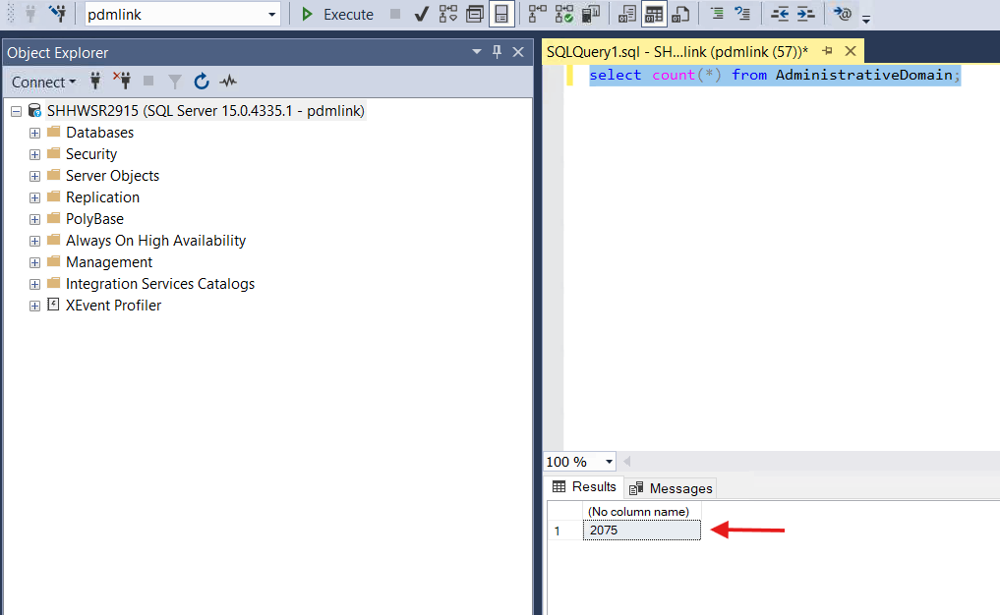 pdmlink
Execute
Object Explorer
Connect
SHHWSR2915 (SQL Server 15.0.4335.1 - pdmlink)
Databases
Security
Server Objects
Replication
PolyBase
Always On High Availability
Management
Integration Services Catalogs
XEvent Profiler
SQLQuery1.sql - SH...link (pdmlink (57))*
select count(*) from AdministrativeDomain;
100 %
Results
Messages
(No column name)
1 2075